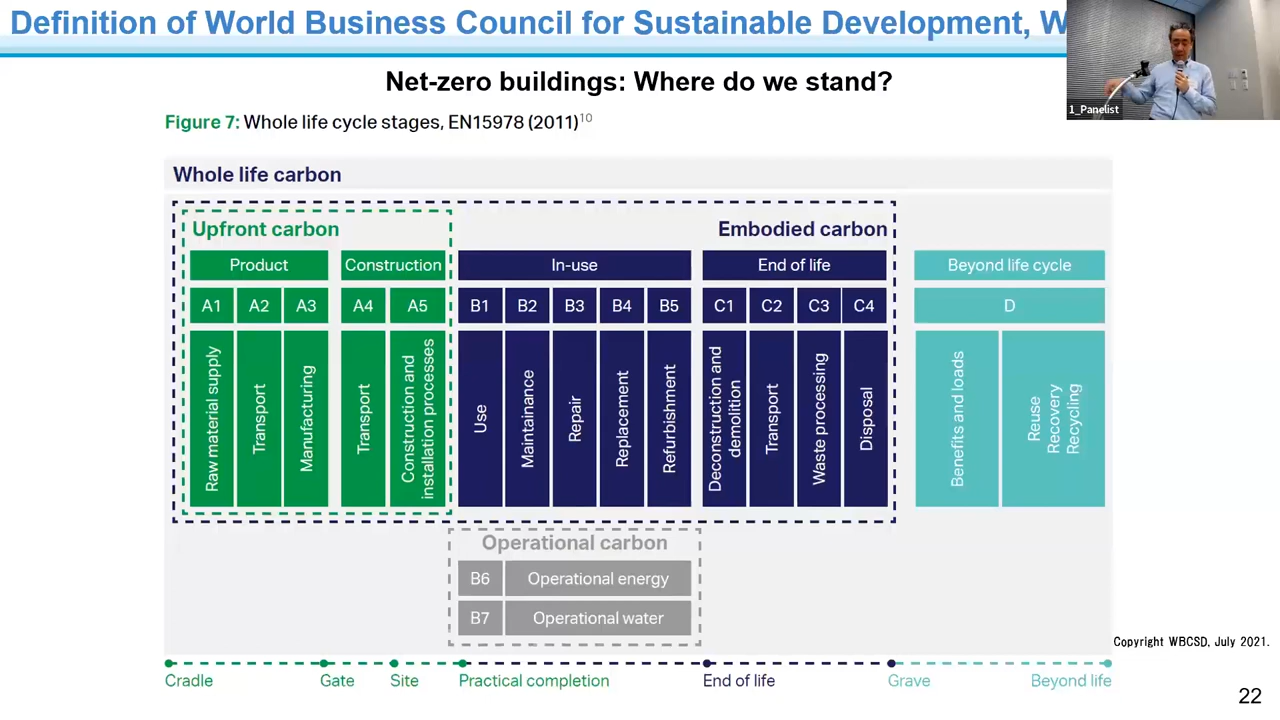 Definition of World Business Council for Sustainable Development, W
1_Panelist
Net-zero buildings: Where do we stand?
Figure 7: Whole life cycle stages, EN15978 (2011)10
Whole life carbon
Upfront carbon
Embodied carbon
Product
Construction
In-use
End of life
Beyond life cycle
A1 A2 A3 A4 A5 B1 B2 B3 B4 B5 C1 C2 C3 C4 D
Raw material supply
Transport
Manufacturing
Transport
Construction and
installation processes
Use
Maintainance
Repair
Replacement
Refurbishment
Deconstruction and
demolition
Transport
Waste processing
Disposal
Benefits and loads
Reuse
Recovery
Recycling
Operational carbon
B6 Operational energy
B7 Operational water
Copyright WBCSD, July 2021.
Cradle Gate Site Practical completion End of life Grave Beyond life
22